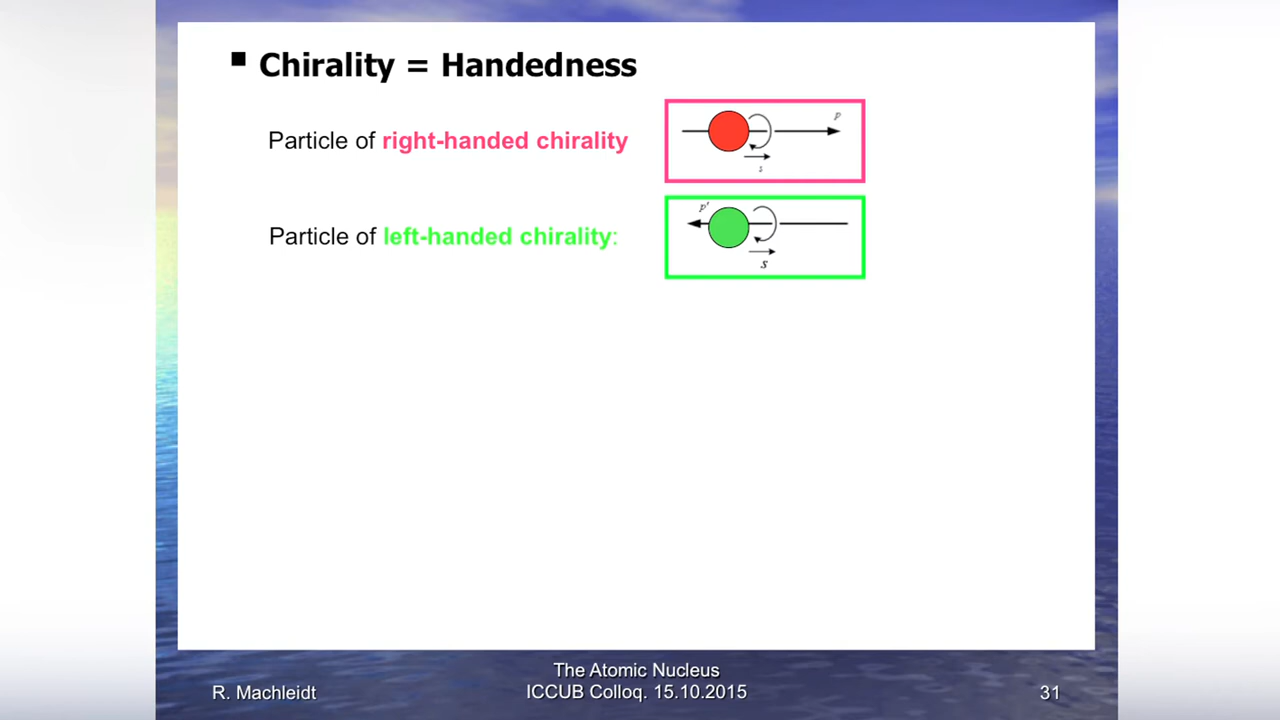 ▪ Chirality = Handedness
Particle of right-handed chirality
p
s
Particle of left-handed chirality:
p'
s
The Atomic Nucleus
R. Machleidt
ICCUB Colloq. 15.10.2015
31